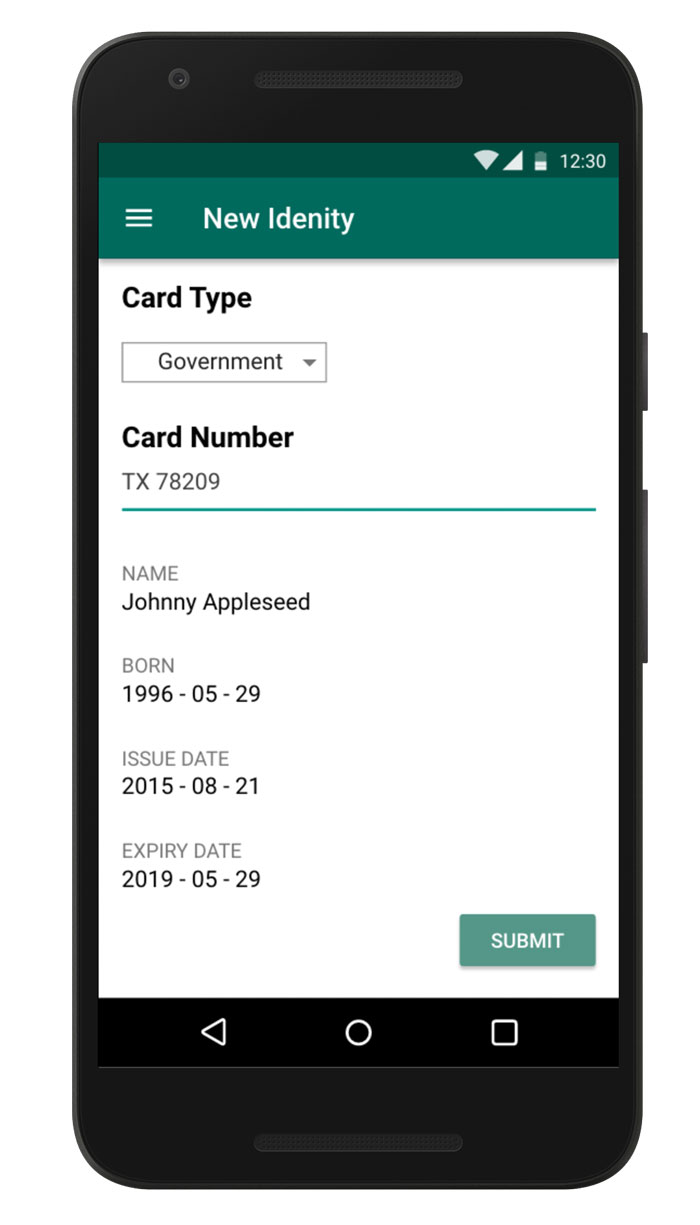 12:30
New Idenity
Card Type
Government
Card Number
TX 78209
NAME
Johnny Appleseed
BORN
1996 - 05 - 29
ISSUE DATE
2015 - 08 - 21
EXPIRY DATE
2019 - 05 - 29
SUBMIT